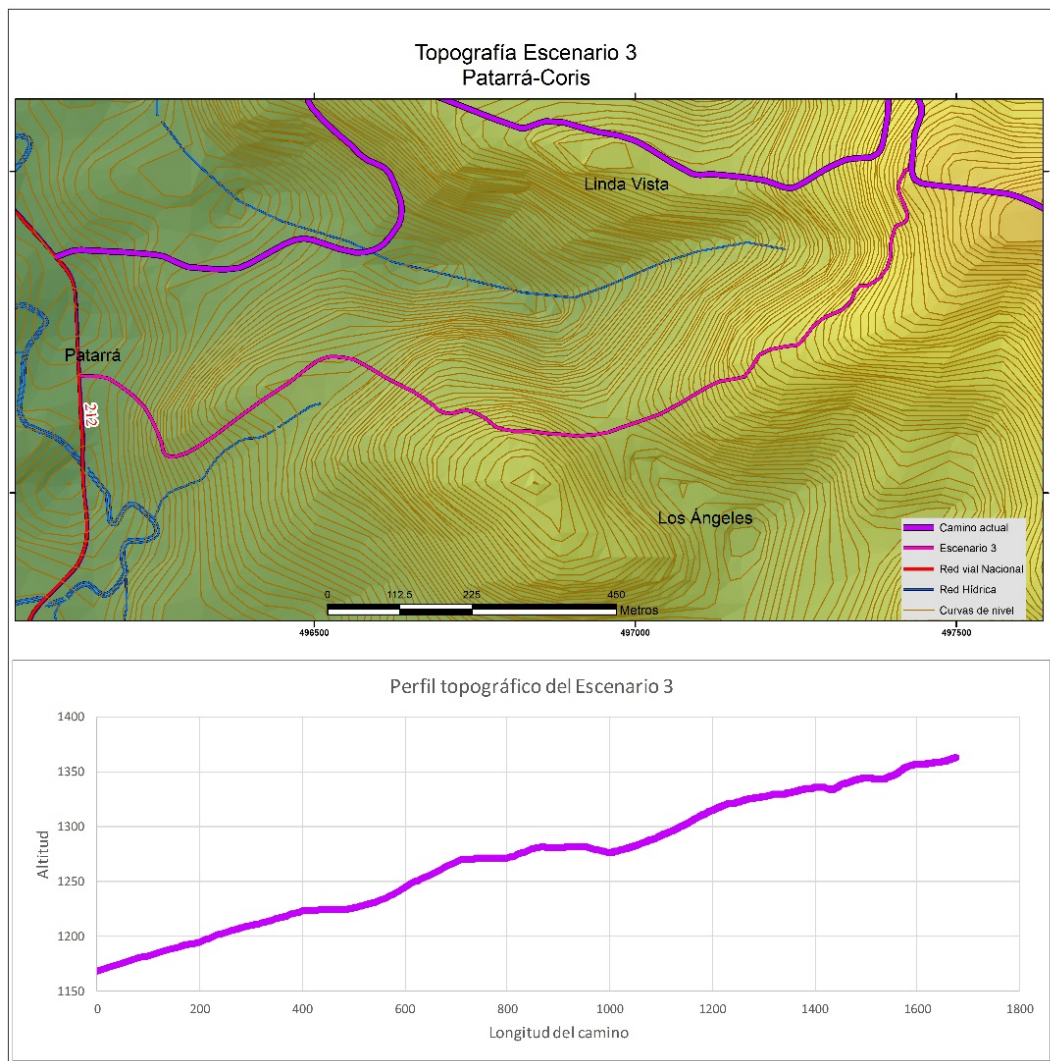 Topografía Escenario 3
Patarrá-Coris
Linda Vista
Patarrá
212
Los Ángeles
Camino actual
Escenario 3
Red vial Nacional
Red Hídrica
Curvas de nivel
0 112.5 225 450
Metros
496500 497000 497500
Perfil topográfico del Escenario 3
1400
1350
1300
1250
1200
1150
Altitud
0 200 400 600 800 1000 1200 1400 1600 1800
Longitud del camino